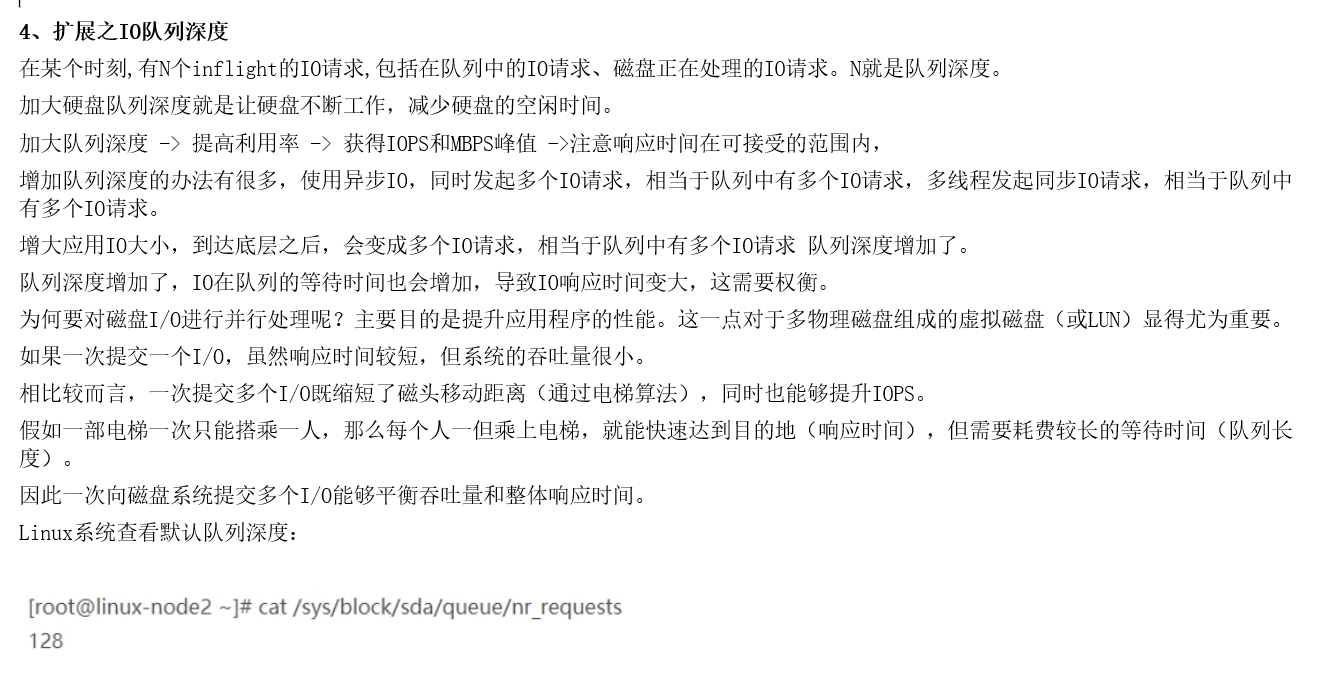 4、扩展之IO队列深度
在某个时刻,有N个inflight的IO请求,包括在队列中的IO请求、磁盘正在处理的IO请求。N就是队列深度。
加大硬盘队列深度就是让硬盘不断工作，减少硬盘的空闲时间。
加大队列深度 -> 提高利用率 -> 获得IOPS和MBPS峰值 ->注意响应时间在可接受的范围内，
增加队列深度的办法有很多，使用异步IO，同时发起多个IO请求，相当于队列中有多个IO请求，多线程发起同步IO请求，相当于队列中
有多个IO请求。
增大应用IO大小，到达底层之后，会变成多个IO请求，相当于队列中有多个IO请求 队列深度增加了。
队列深度增加了，IO在队列的等待时间也会增加，导致IO响应时间变大，这需要权衡。
为何要对磁盘I/O进行并行处理呢？主要目的是提升应用程序的性能。这一点对于多物理磁盘组成的虚拟磁盘（或LUN）显得尤为重要。
如果一次提交一个I/O，虽然响应时间较短，但系统的吞吐量很小。
相比较而言，一次提交多个I/O既缩短了磁头移动距离（通过电梯算法），同时也能够提升IOPS。
假如一部电梯一次只能搭乘一人，那么每个人一但乘上电梯，就能快速达到目的地（响应时间），但需要耗费较长的等待时间（队列长
度）。
因此一次向磁盘系统提交多个I/O能够平衡吞吐量和整体响应时间。
Linux系统查看默认队列深度：
[root@linux-node2 ~]# cat /sys/block/sda/queue/nr_requests
128